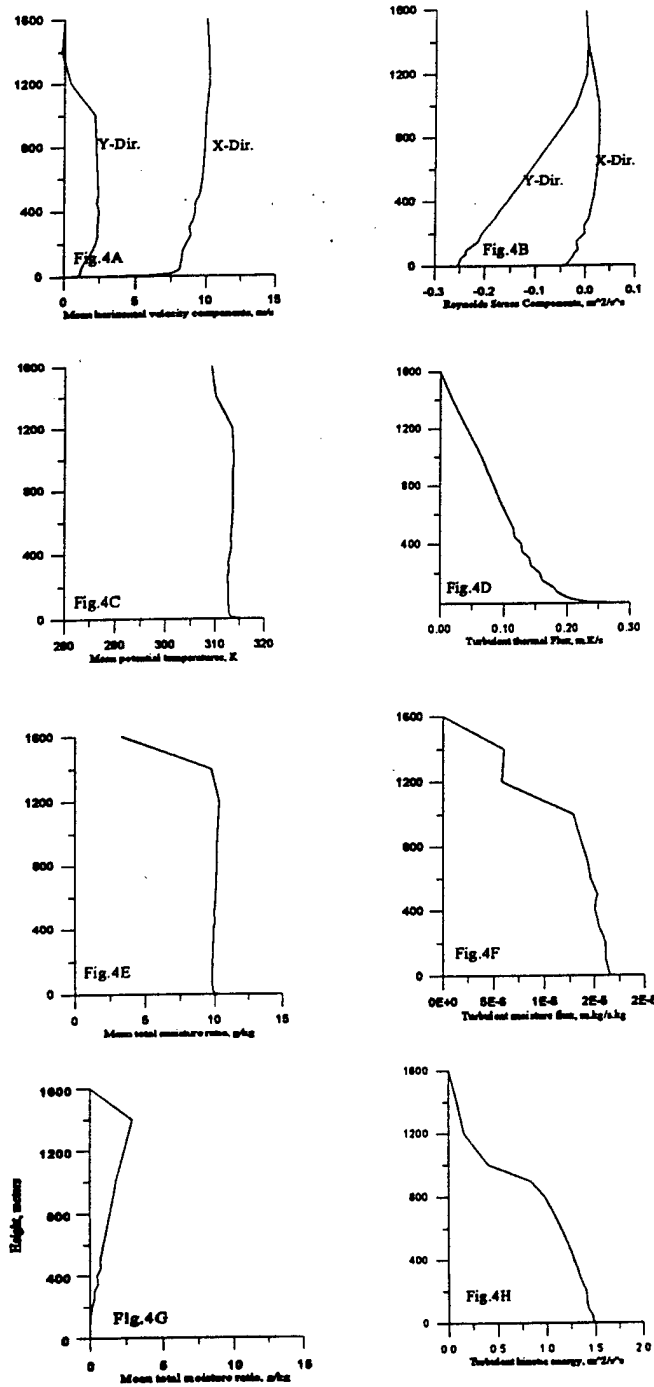 1600
1200
800
400
0
Y-Dir.
X-Dir.
Fig.4A
0 5 10 15
Mean horizontal velocity components, m/s
1600
1200
800
400
0
Y-Dir.
X-Dir.
Fig.4B
-0.3 -0.2 -0.1 0.0 0.1
Reynolds Stress Components, m^2/s^s
1600
1200
800
400
0
Fig.4C
280 290 300 310 320
Mean potential temperatures, K
1600
1200
800
400
Fig.4D
0.00 0.10 0.20 0.30
Turbulent thermal Flux, m.K/s
1600
1200
800
400
0
Fig.4E
0 5 10 15
Mean total moisture ratio, g/kg
1600
1200
800
400
0
Fig.4F
0E+0 5E-6 1E-5 2E-5 2E-5
Turbulent moisture flux, m.kg/s.kg
Height, meters
1600
1200
800
400
0
Fig.4G
0 5 10 15
Mean total moisture ratio, g/kg
1600
1200
800
400
0
Fig.4H
0.0 0.5 1.0 1.5 2.0
Turbulent kinetic energy, m^2/s^s